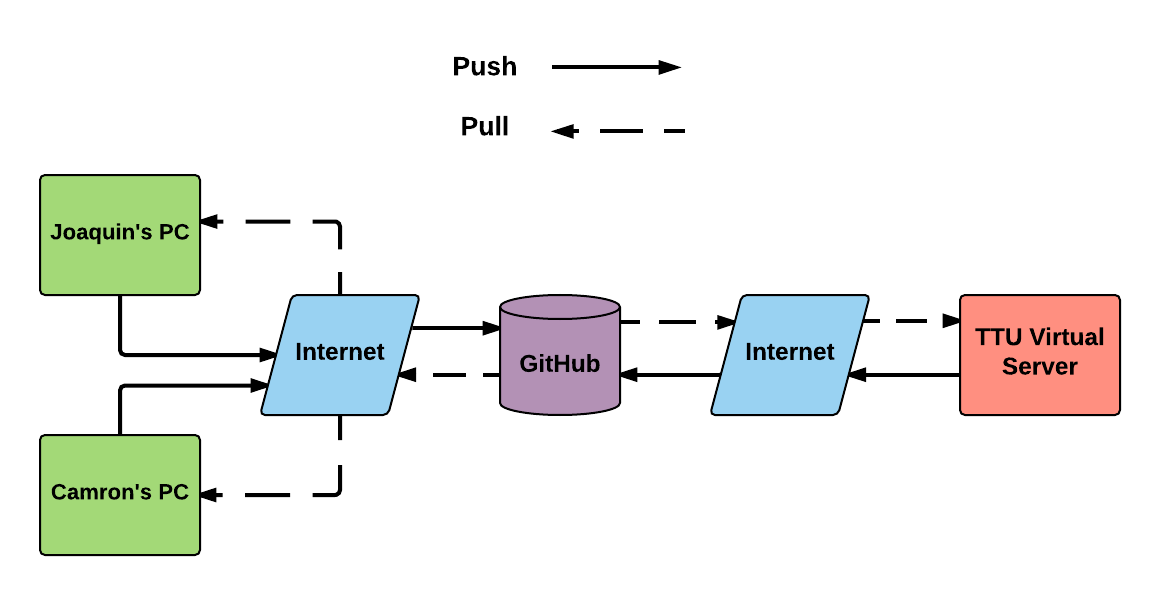 Push
Pull
Joaquin's PC
Internet
GitHub
Internet
TTU Virtual
Server
Camron's PC